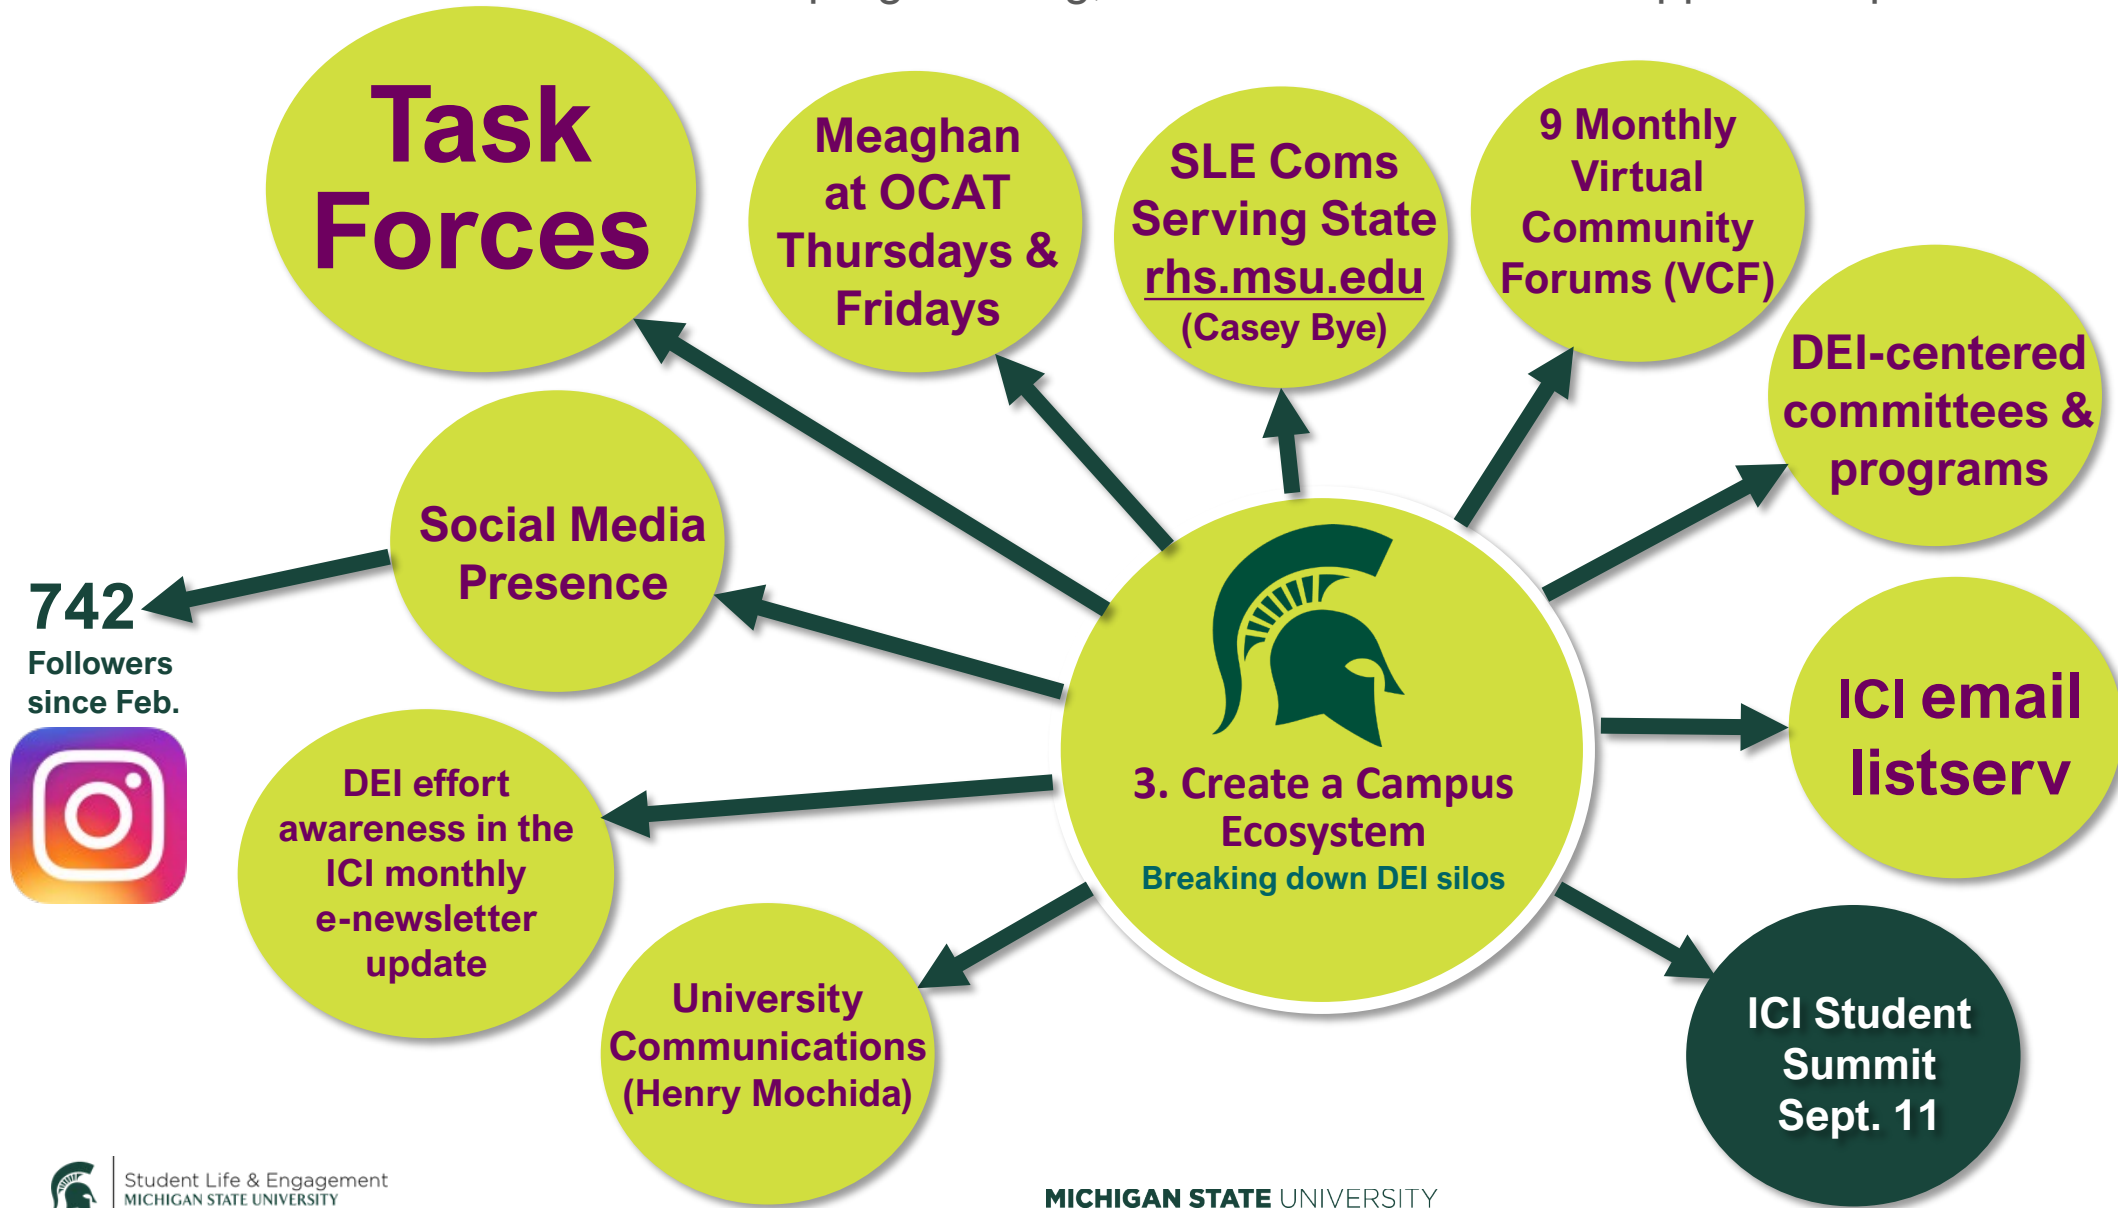 Task
Forces
Meaghan
at OCAT
Thursdays &
Fridays
SLE Coms
Serving State
rhs.msu.edu
(Casey Bye)
9 Monthly
Virtual
Community
Forums (VCF)
DEI-centered
committees &
programs
Social Media
Presence
742
Followers
since Feb.
3. Create a Campus
Ecosystem
Breaking down DEI silos
ICI email
listserv
DEI effort
awareness in the
ICI monthly
e-newsletter
update
University
Communications
(Henry Mochida)
ICI Student
Summit
Sept. 11
Student Life & Engagement
MICHIGAN STATE UNIVERSITY
MICHIGAN STATE UNIVERSITY